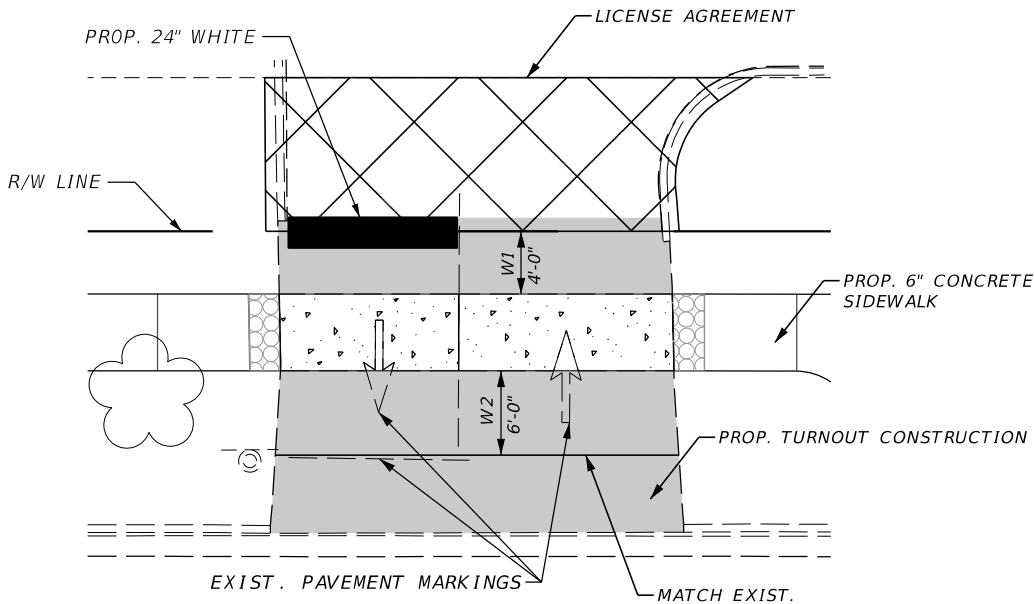 LICENSE AGREEMENT
PROP. 24" WHITE
R/W LINE
W1
4'-0"
PROP. 6" CONCRETE
SIDEWALK
W2
6'-0"
PROP. TURNOUT CONSTRUCTION
EXIST. PAVEMENT MARKINGS
MATCH EXIST.